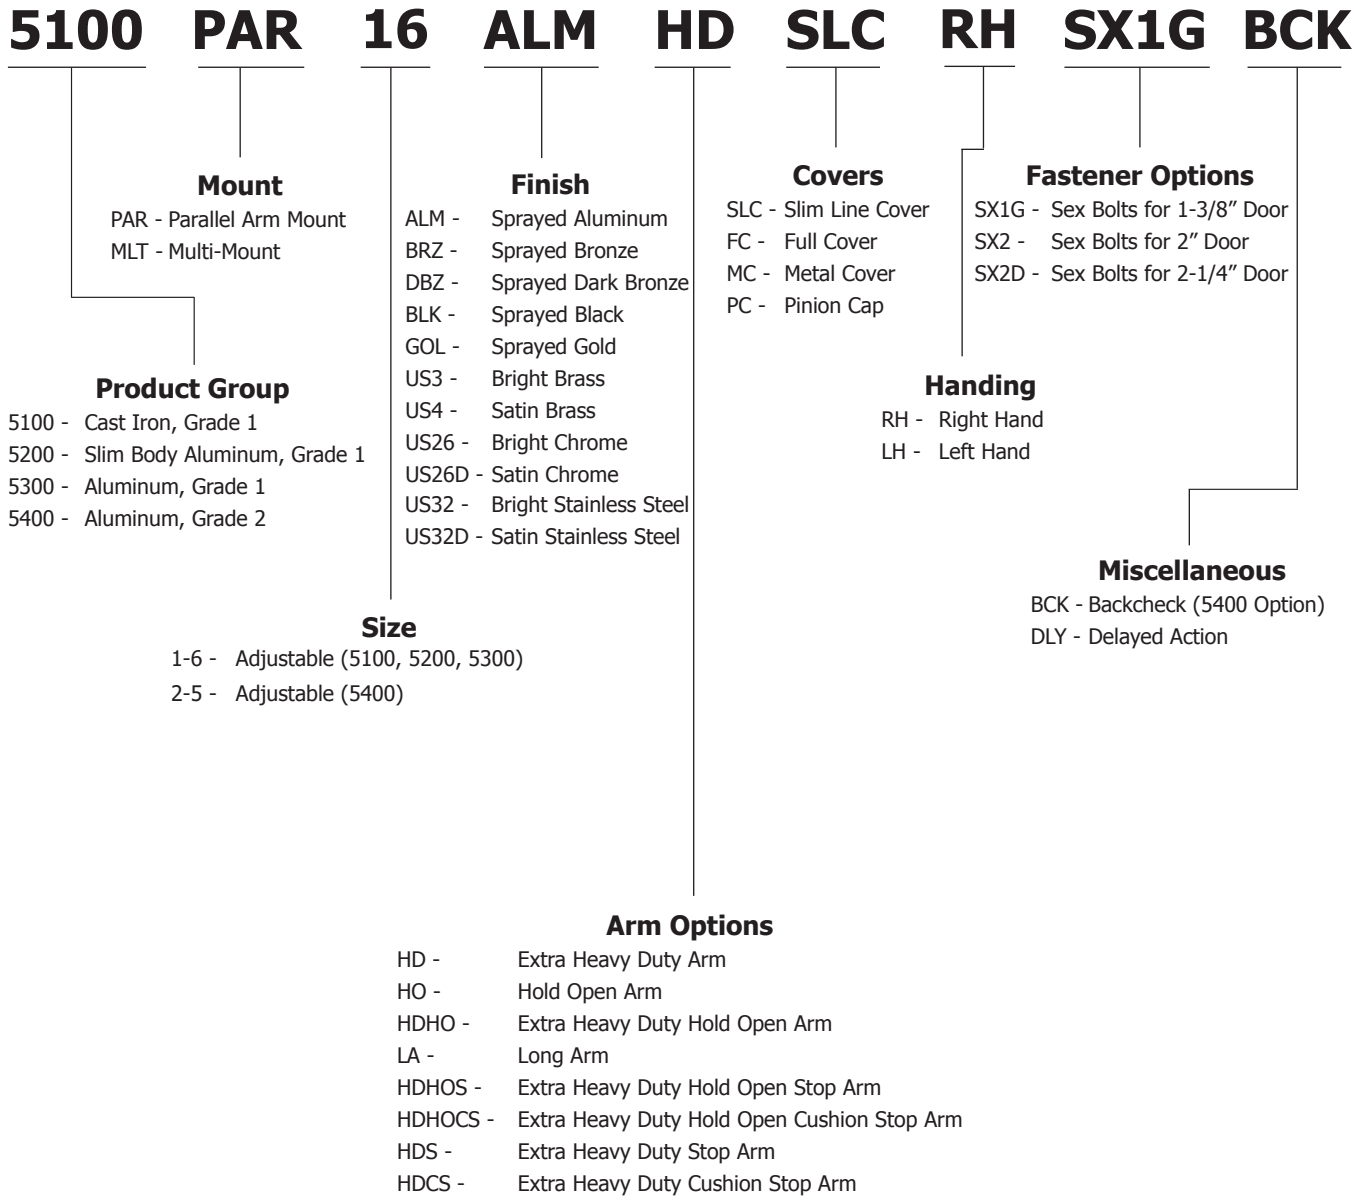 5100 PAR 16 ALM HD SLC RH SX1G BCK
Mount
PAR - Parallel Arm Mount
MLT - Multi-Mount
Product Group
5100 - Cast Iron, Grade 1
5200 - Slim Body Aluminum, Grade 1
5300 - Aluminum, Grade 1
5400 - Aluminum, Grade 2
Size
1-6 - Adjustable (5100, 5200, 5300)
2-5 - Adjustable (5400)
Finish
ALM - Sprayed Aluminum
BRZ - Sprayed Bronze
DBZ - Sprayed Dark Bronze
BLK - Sprayed Black
GOL - Sprayed Gold
US3 - Bright Brass
US4 - Satin Brass
US26 - Bright Chrome
US26D - Satin Chrome
US32 - Bright Stainless Steel
US32D - Satin Stainless Steel
Covers
SLC - Slim Line Cover
FC - Full Cover
MC - Metal Cover
PC - Pinion Cap
Fastener Options
SX1G - Sex Bolts for 1-3/8” Door
SX2 - Sex Bolts for 2” Door
SX2D - Sex Bolts for 2-1/4” Door
Handing
RH - Right Hand
LH - Left Hand
Miscellaneous
BCK - Backcheck (5400 Option)
DLY - Delayed Action
Arm Options
HD - Extra Heavy Duty Arm
HO - Hold Open Arm
HDHO - Extra Heavy Duty Hold Open Arm
LA - Long Arm
HDHOS - Extra Heavy Duty Hold Open Stop Arm
HDHOCS - Extra Heavy Duty Hold Open Cushion Stop Arm
HDS - Extra Heavy Duty Stop Arm
HDCS - Extra Heavy Duty Cushion Stop Arm